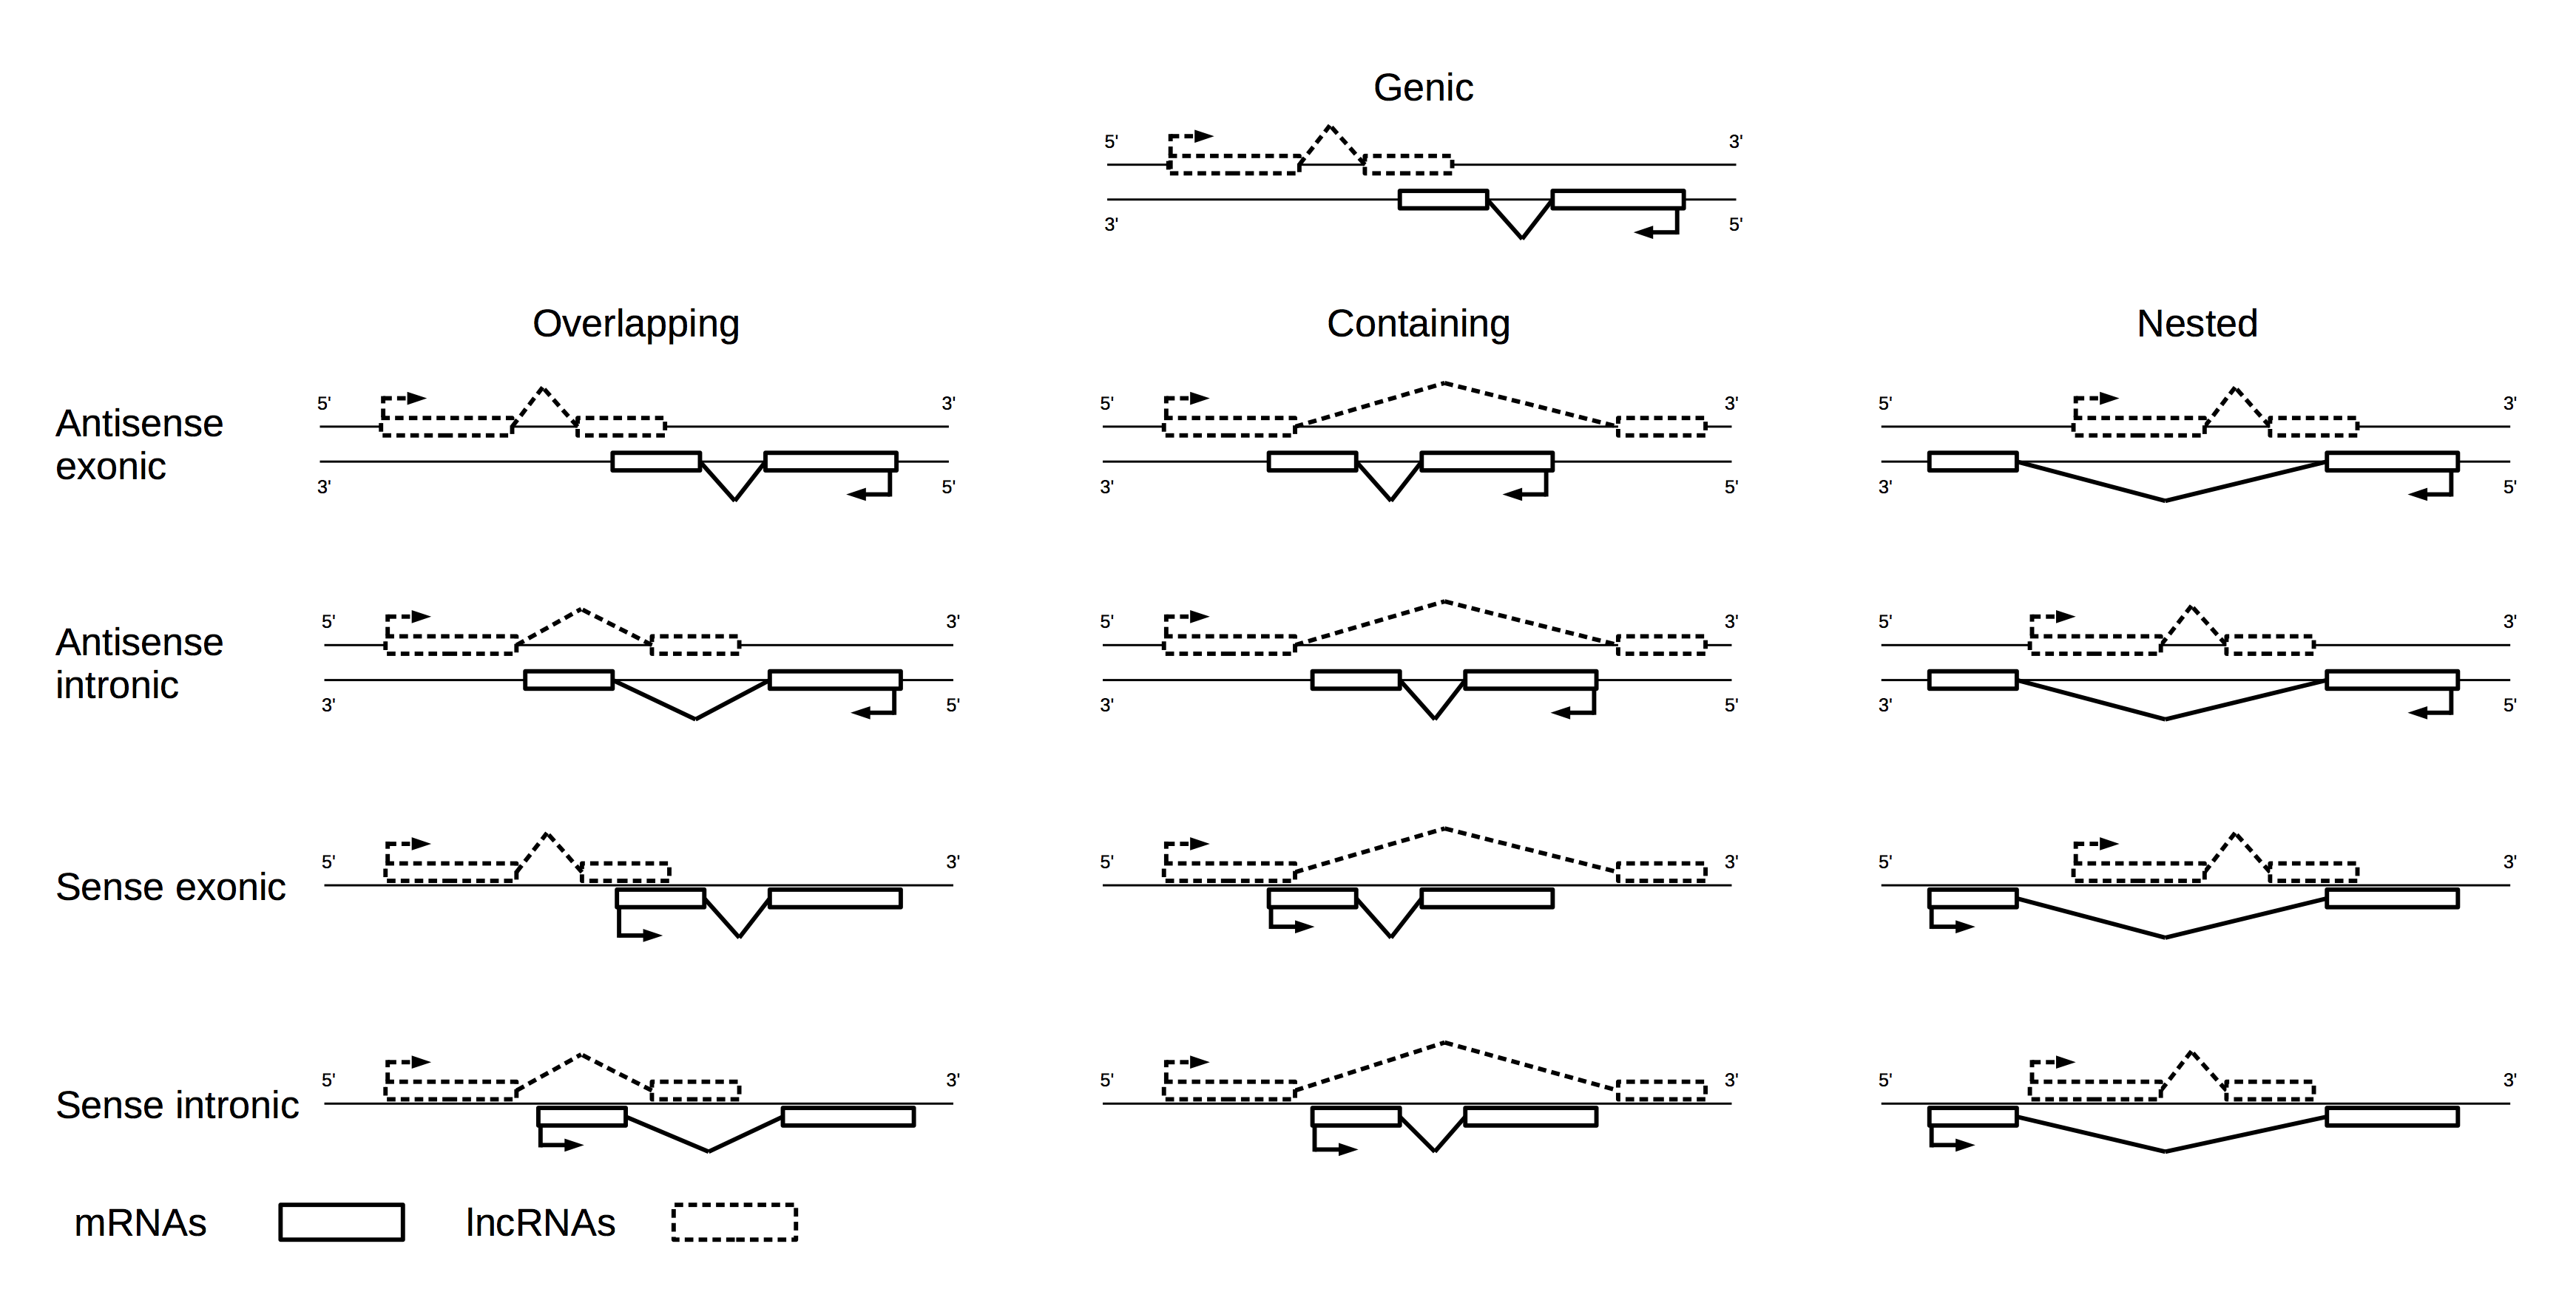 Genic
5' 3'
3' 5'
Overlapping Containing Nested
Antisense
exonic
5' 3' 5' 3' 5' 3'
3' 5' 3' 5' 3' 5'
Antisense
intronic
5' 3' 5' 3' 5' 3'
3' 5' 3' 5' 3' 5'
Sense exonic
5' 3' 5' 3' 5' 3'
Sense intronic
5' 3' 5' 3' 5' 3'
mRNAs lncRNAs